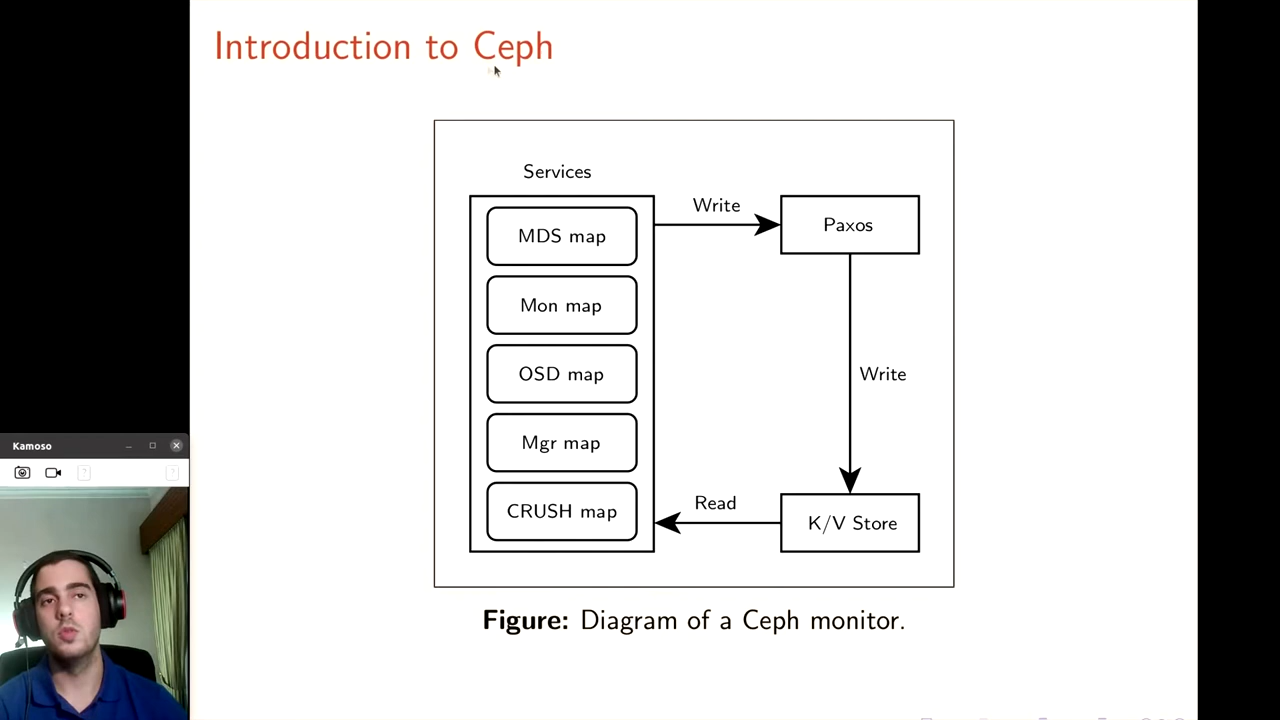 Introduction to Ceph
Services
MDS map
Mon map
OSD map
Mgr map
CRUSH map
Write
Paxos
Write
Read
K/V Store
Figure: Diagram of a Ceph monitor.
Kamoso